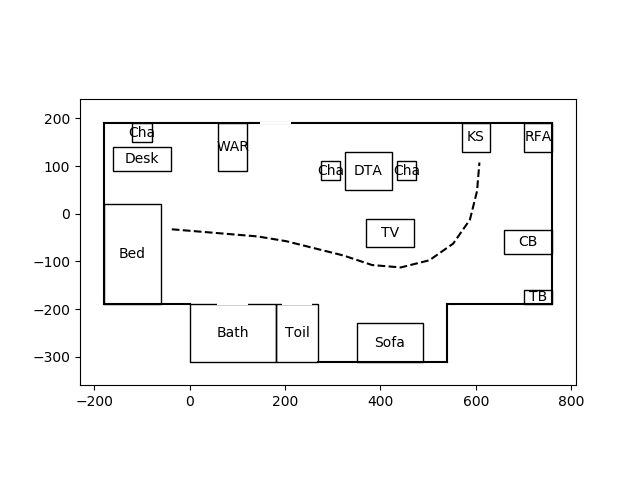 200
100
0
−100
−200
−300
−200
0
200
400
600
800
Cha
Desk
WAR
Cha
DTA
Cha
KS
RFA
TV
Bed
CB
TB
Bath
Toil
Sofa